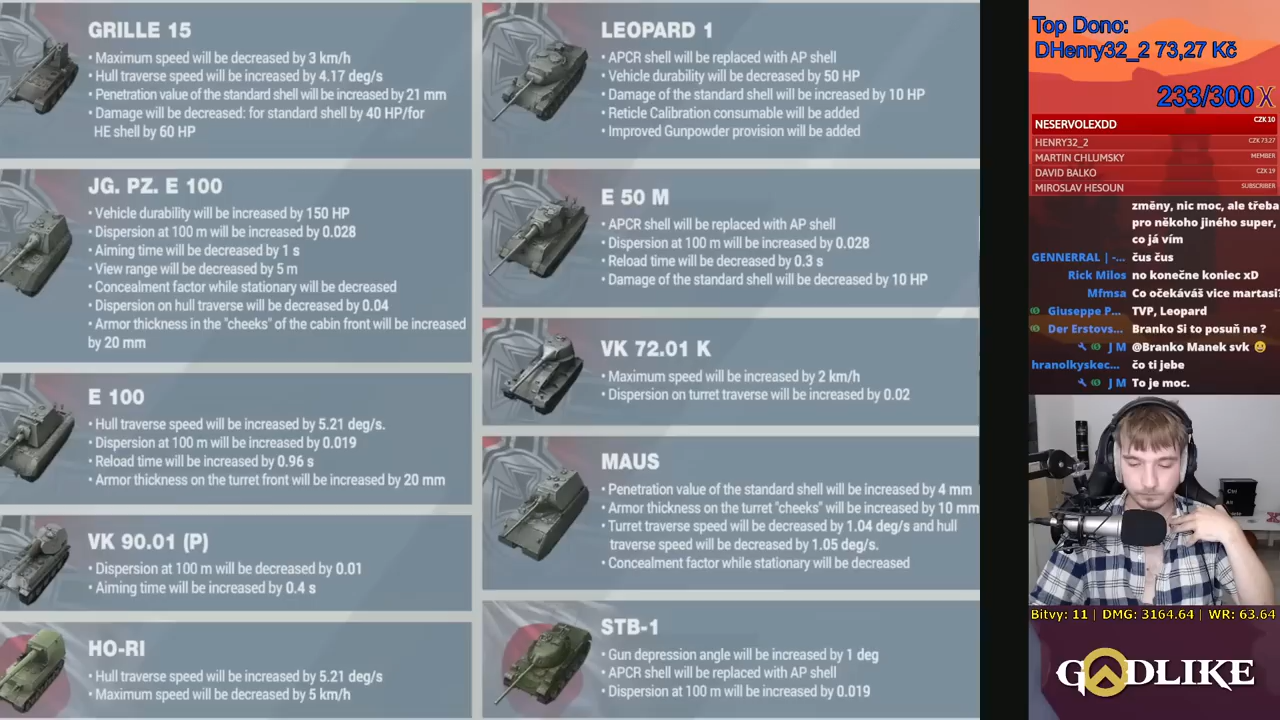 GRILLE 15
• Maximum speed will be decreased by 3 km/h
• Hull traverse speed will be increased by 4.17 deg/s
• Penetration value of the standard shell will be increased by 21 mm
• Damage will be decreased: for standard shell by 40 HP/for
HE shell by 60 HP
JG. PZ. E 100
• Vehicle durability will be increased by 150 HP
• Dispersion at 100 m will be increased by 0.028
• Aiming time will be decreased by 1 s
• View range will be decreased by 5 m
• Concealment factor while stationary will be decreased
• Dispersion on hull traverse will be decreased by 0.04
• Armor thickness in the "cheeks" of the cabin front will be increased
by 20 mm
E 100
• Hull traverse speed will be increased by 5.21 deg/s.
• Dispersion at 100 m will be increased by 0.019
• Reload time will be increased by 0.96 s
• Armor thickness on the turret front will be increased by 20 mm
VK 90.01 (P)
• Dispersion at 100 m will be decreased by 0.01
• Aiming time will be increased by 0.4 s
HO-RI
• Hull traverse speed will be increased by 5.21 deg/s
• Maximum speed will be decreased by 5 km/h
LEOPARD 1
• APCR shell will be replaced with AP shell
• Vehicle durability will be decreased by 50 HP
• Damage of the standard shell will be increased by 10 HP
• Reticle Calibration consumable will be added
• Improved Gunpowder provision will be added
E 50 M
• APCR shell will be replaced with AP shell
• Dispersion at 100 m will be increased by 0.028
• Reload time will be increased by 0.3 s
• Damage of the standard shell will be decreased by 10 HP
VK 72.01 K
• Maximum speed will be increased by 2 km/h
• Dispersion on turret traverse will be increased by 0.02
MAUS
• Penetration value of the standard shell will be increased by 4 mm
• Armor thickness on the turret "cheeks" will be increased by 10 mm
• Turret traverse speed will be decreased by 1.04 deg/s and hull
traverse speed will be decreased by 1.05 deg/s.
• Concealment factor while stationary will be decreased
STB-1
• Gun depression angle will be increased by 1 deg
• APCR shell will be replaced with AP shell
• Dispersion at 100 m will be increased by 0.019
Top Dono:
DHenry32_2 73,27 Kč
233/300 X
NESERVOLEXDD CZK 10
HENRY32_2 CZK 73.27
MARTIN CHLUMSKY MEMBER
DAVID BALKO CZK 19
MIROSLAV HESOUN SUBSCRIBER
změny, nic moc, ale třeba
pro někoho jiného super,
co já vím
GENNERRAL | -... čus čus
Rick Milos no konečne koniec xD
Mfmsa Co očekáváš vice martasi?
Giuseppe P... TVP, Leopard
Der Erstovs... Branko Si to posuň ne ?
J M @Branko Manek svk
hranolkyskec... čo ti jebe
J M To je moc.
Ctrl
Alt
Bitvy: 11 | DMG: 3164.64 | WR: 63.64
GODLIKE